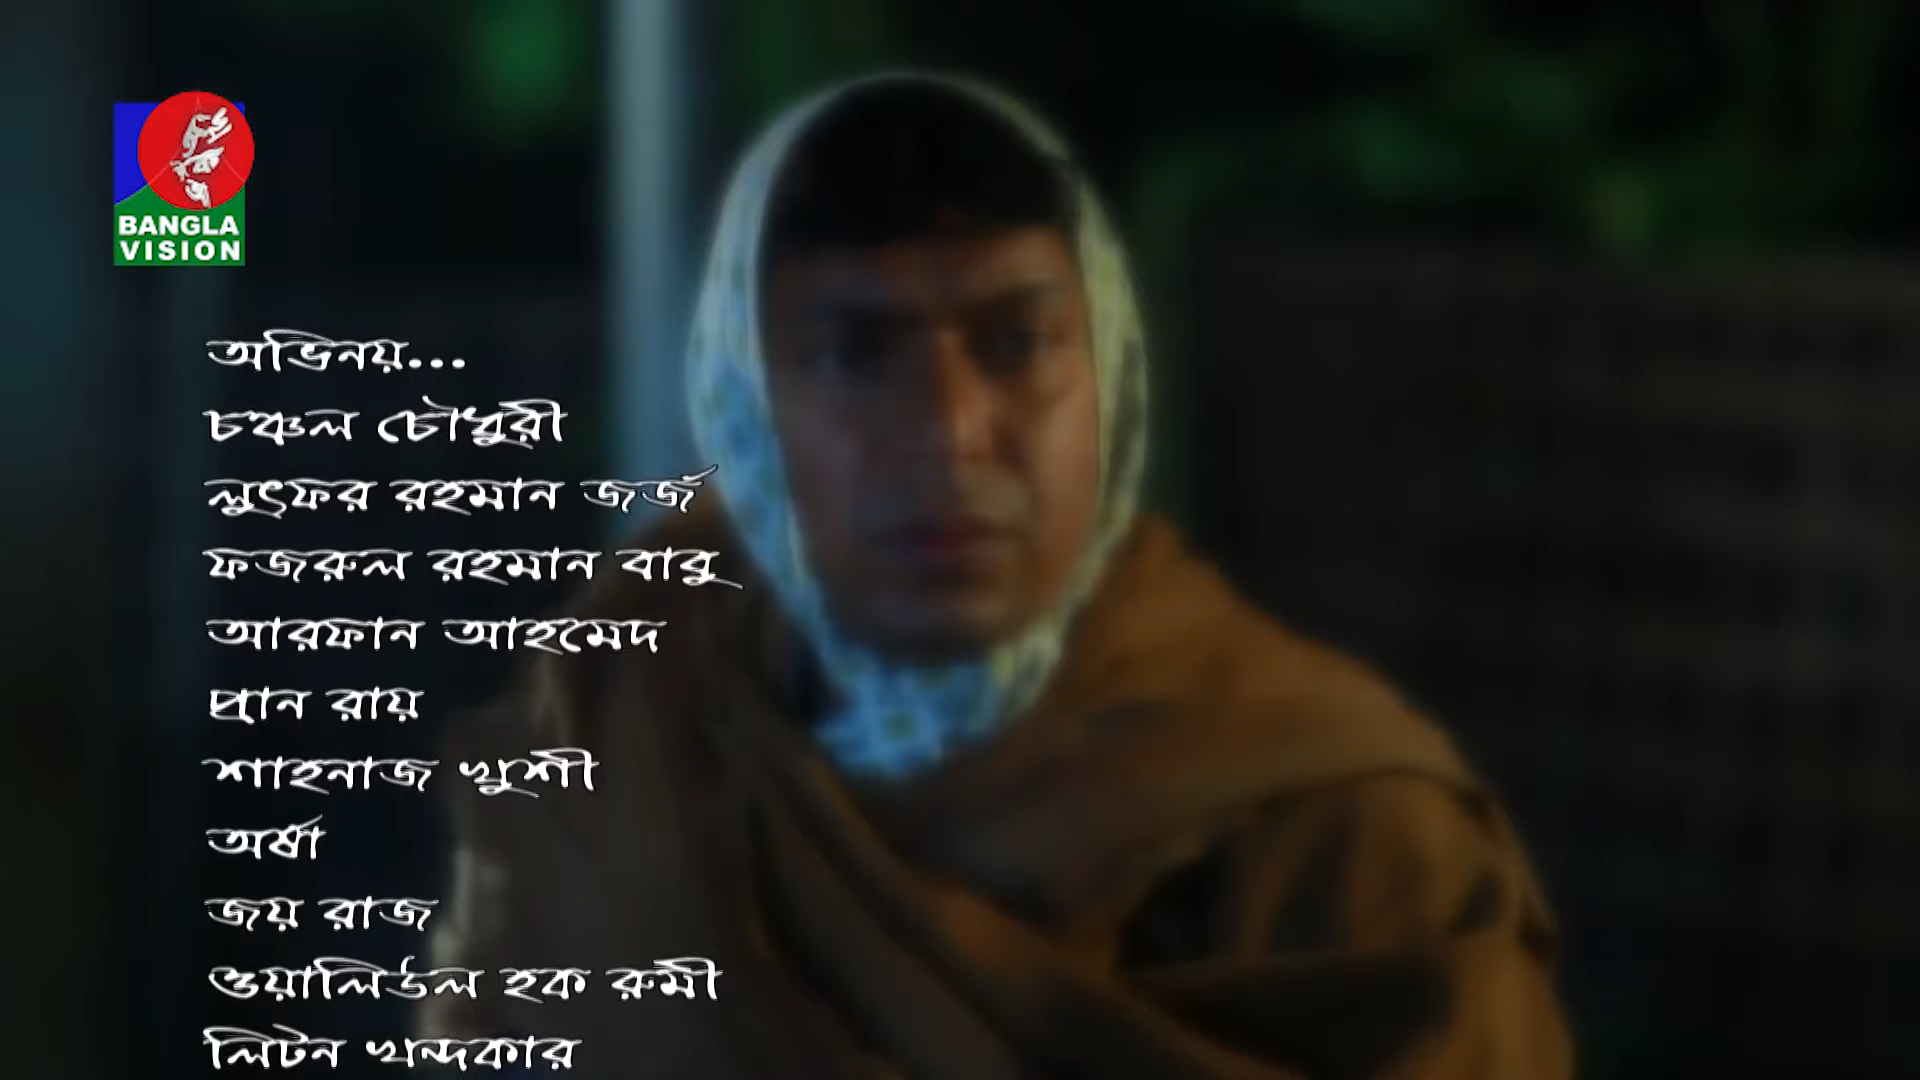 BANGLA
VISION
অভিনয়...
চঞ্চল চৌধুরী
লুৎফর রহমান জর্জ
ফজরুল রহমান বাবু
আরফান আহমেদ
প্রান রায়
শাহনাজ খুশী
অর্ষা
জয় রাজ
ওয়ালিউল হক রুমী
লিটন খন্দকার